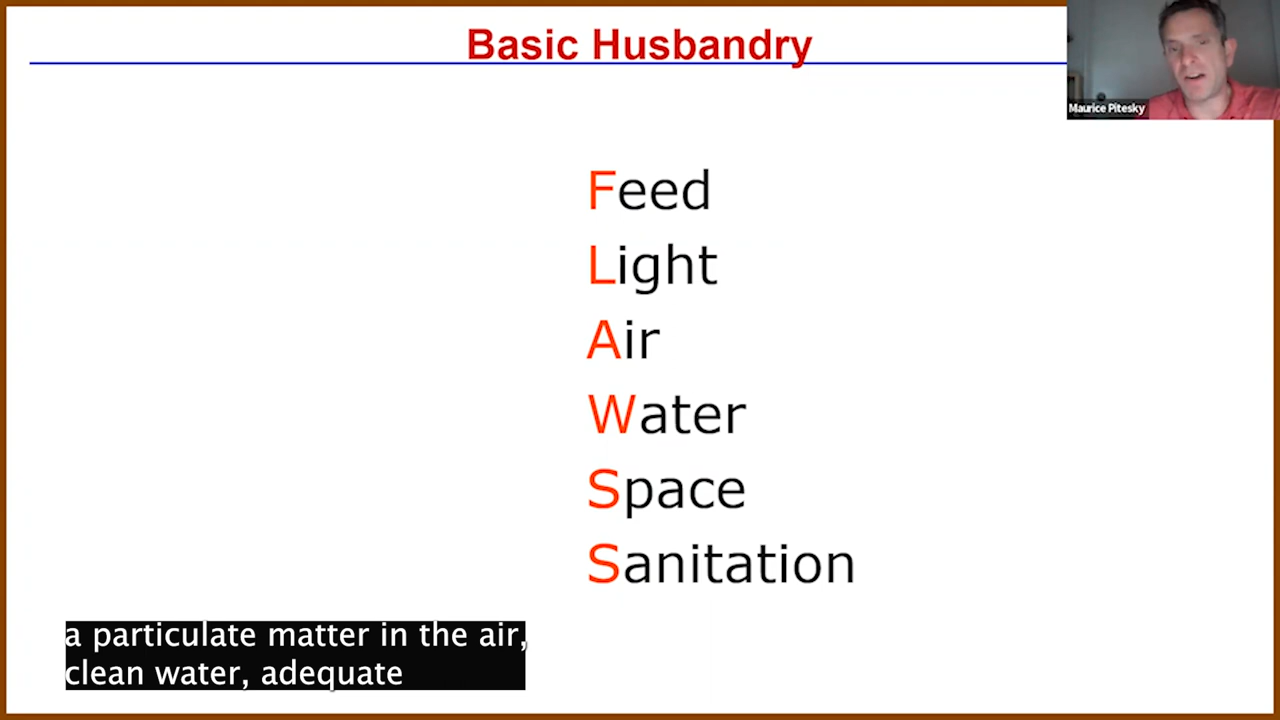 Basic Husbandry
Maurice Pitesky
Feed
Light
Air
Water
Space
Sanitation
a particulate matter in the air,
clean water, adequate